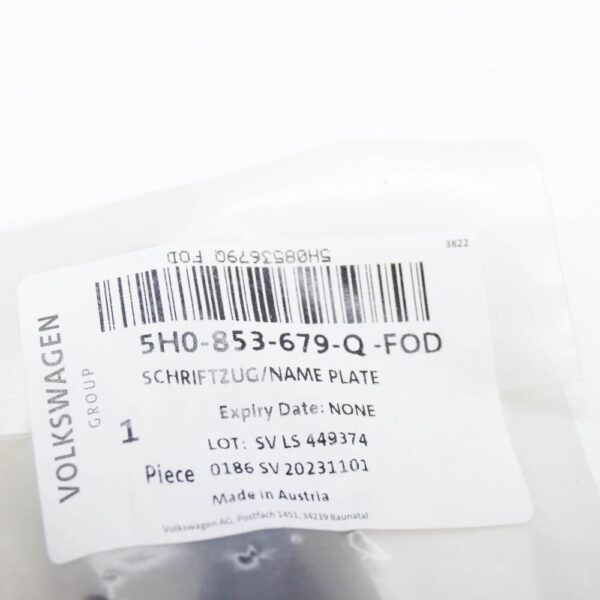 3822
5H0853679Q FOD
5H0-853-679-Q -FOD
SCHRIFTZUG/NAME PLATE
Expiry Date: NONE
1
LOT: SV LS 449374
Piece 0186 SV 20231101
Made in Austria
Volkswagen AG, Postfach 1451, 34219 Baunatal
VOLKSWAGEN
GROUP